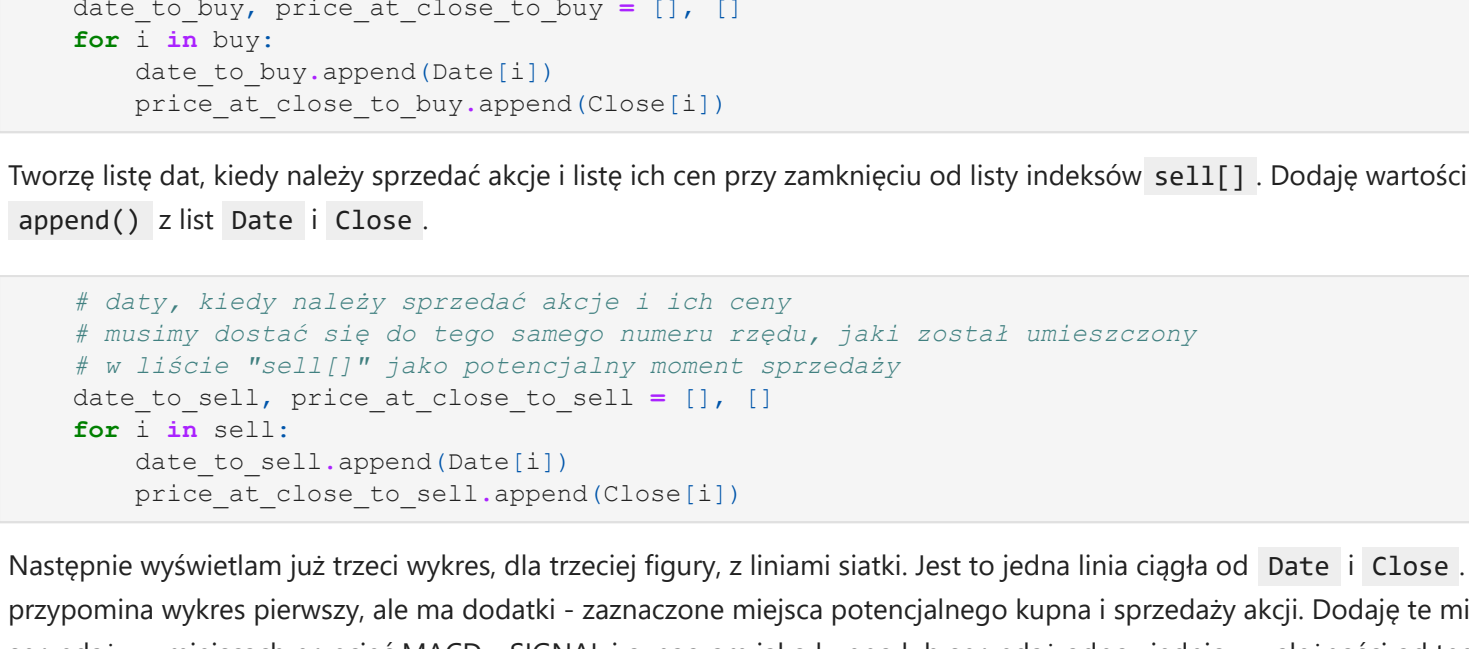 date_to_buy, price_at_close_to_buy = [], []
for i in buy:
date_to_buy.append(Date[i])
price_at_close_to_buy.append(Close[i])
Tworzę listę dat, kiedy należy sprzedać akcje i listę ich cen przy zamknięciu od listy indeksów sell[] . Dodaję wartości
append() z list Date i Close .
# daty, kiedy należy sprzedać akcje i ich ceny
# musimy dostać się do tego samego numeru rzędu, jaki został umieszczony
# w liście "sell[]" jako potencjalny moment sprzedaży
date_to_sell, price_at_close_to_sell = [], []
for i in sell:
date_to_sell.append(Date[i])
price_at_close_to_sell.append(Close[i])
Następnie wyświetlam już trzeci wykres, dla trzeciej figury, z liniami siatki. Jest to jedna linia ciągła od Date i Close .
przypomina wykres pierwszy, ale ma dodatki - zaznaczone miejsca potencjalnego kupna i sprzedaży akcji. Dodaję te mi